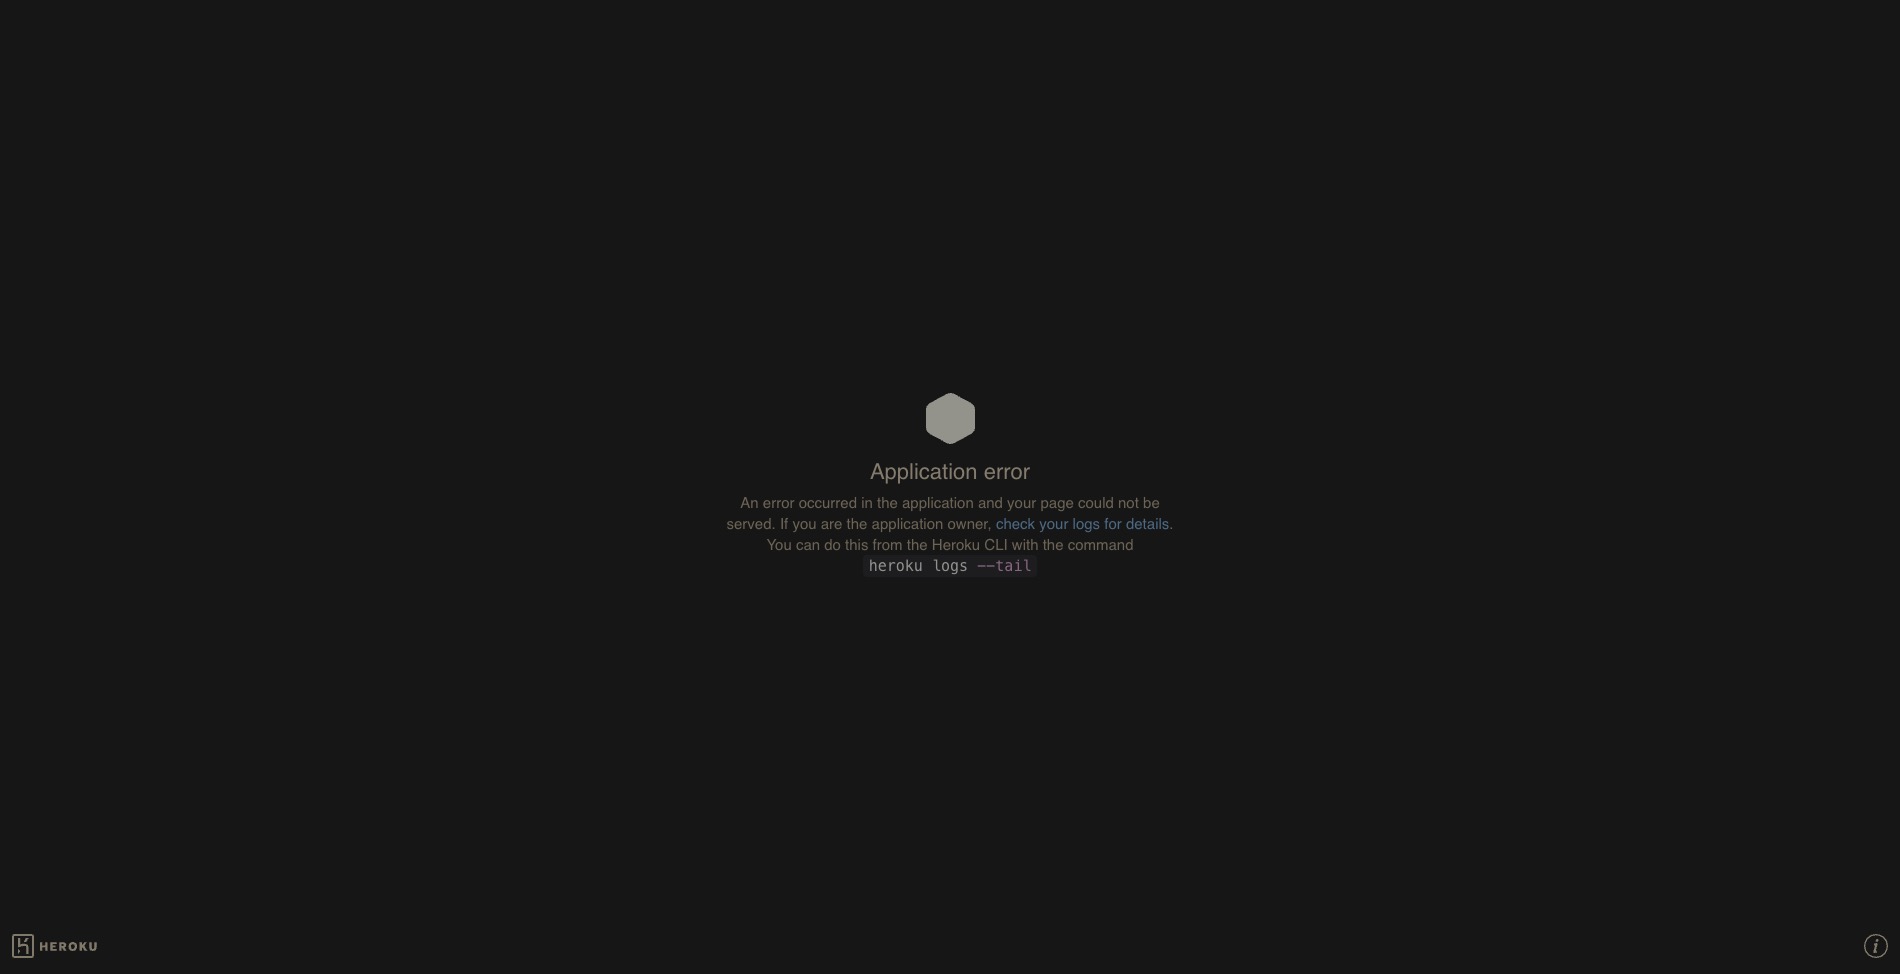 Application error
An error occurred in the application and your page could not be
served. If you are the application owner, check your logs for details.
You can do this from the Heroku CLI with the command
heroku logs --tail
HEROKU
i